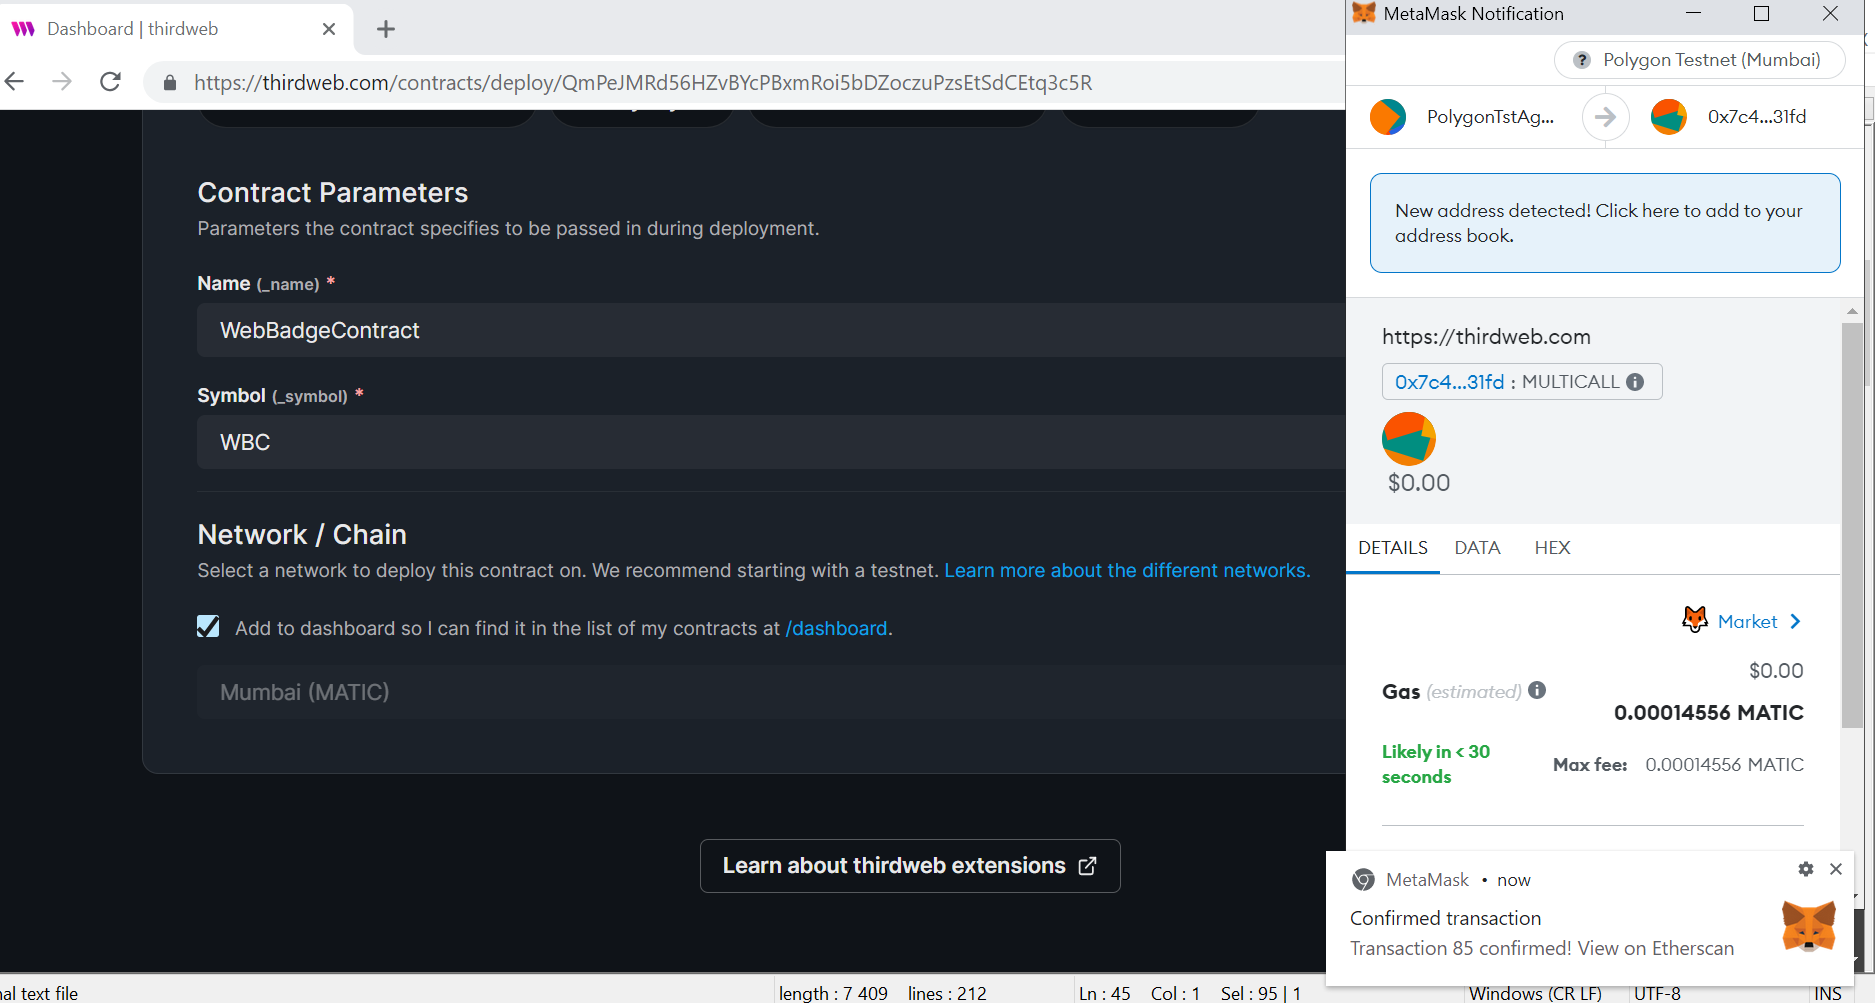 Dashboard | thirdweb
https://thirdweb.com/contracts/deploy/QmPeJMRd56HZvBYcPBxmRoi5bDZoczuPzsEtSdCEtq3c5R
Contract Parameters
Parameters the contract specifies to be passed in during deployment.
Name (_name) *
WebBadgeContract
Symbol (_symbol) *
WBC
Network / Chain
Select a network to deploy this contract on. We recommend starting with a testnet. Learn more about the different networks.
Add to dashboard so I can find it in the list of my contracts at /dashboard.
Mumbai (MATIC)
Learn about thirdweb extensions
MetaMask Notification
Polygon Testnet (Mumbai)
PolygonTstAg...
0x7c4...31fd
New address detected! Click here to add to your
address book.
https://thirdweb.com
0x7c4...31fd : MULTICALL
$0.00
DETAILS DATA HEX
Market
$0.00
Gas (estimated)
0.00014556 MATIC
Likely in < 30
seconds
Max fee: 0.00014556 MATIC
MetaMask • now
Confirmed transaction
Transaction 85 confirmed! View on Etherscan
nal text file
length : 7 409 lines : 212
Ln : 45 Col : 1 Sel : 95 | 1
Windows (CR LF)
UTF-8
INS